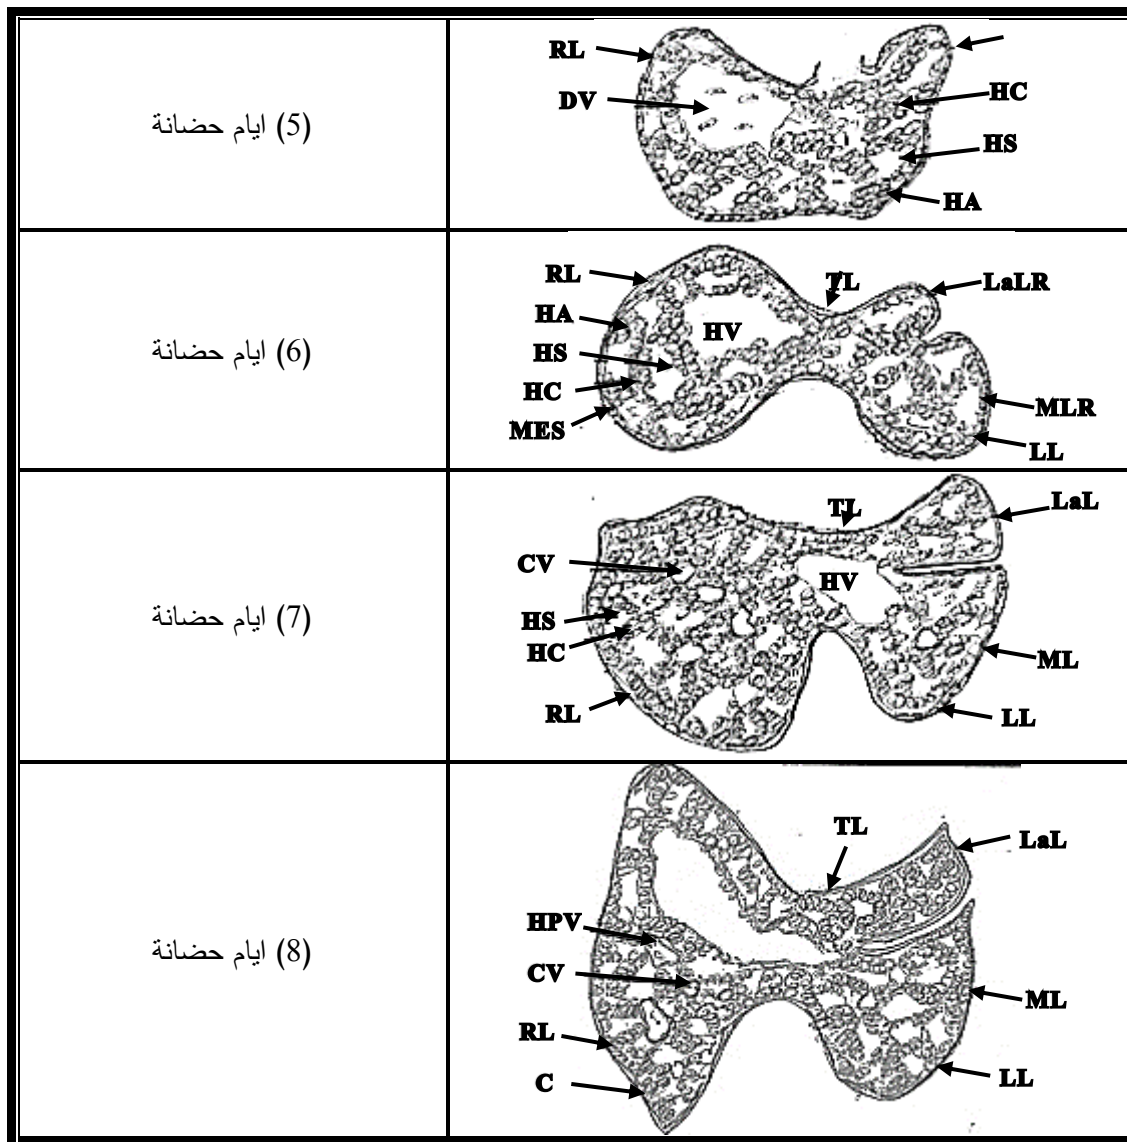 (5) ايام حضانة
RL
DV
HC
HS
HA
(6) ايام حضانة
RL
HA
HS
HC
MES
HV
TL
LaLR
MLR
LL
(7) ايام حضانة
CV
HS
HC
RL
TL
HV
LaL
ML
LL
(8) ايام حضانة
HPV
CV
RL
C
TL
LaL
ML
LL